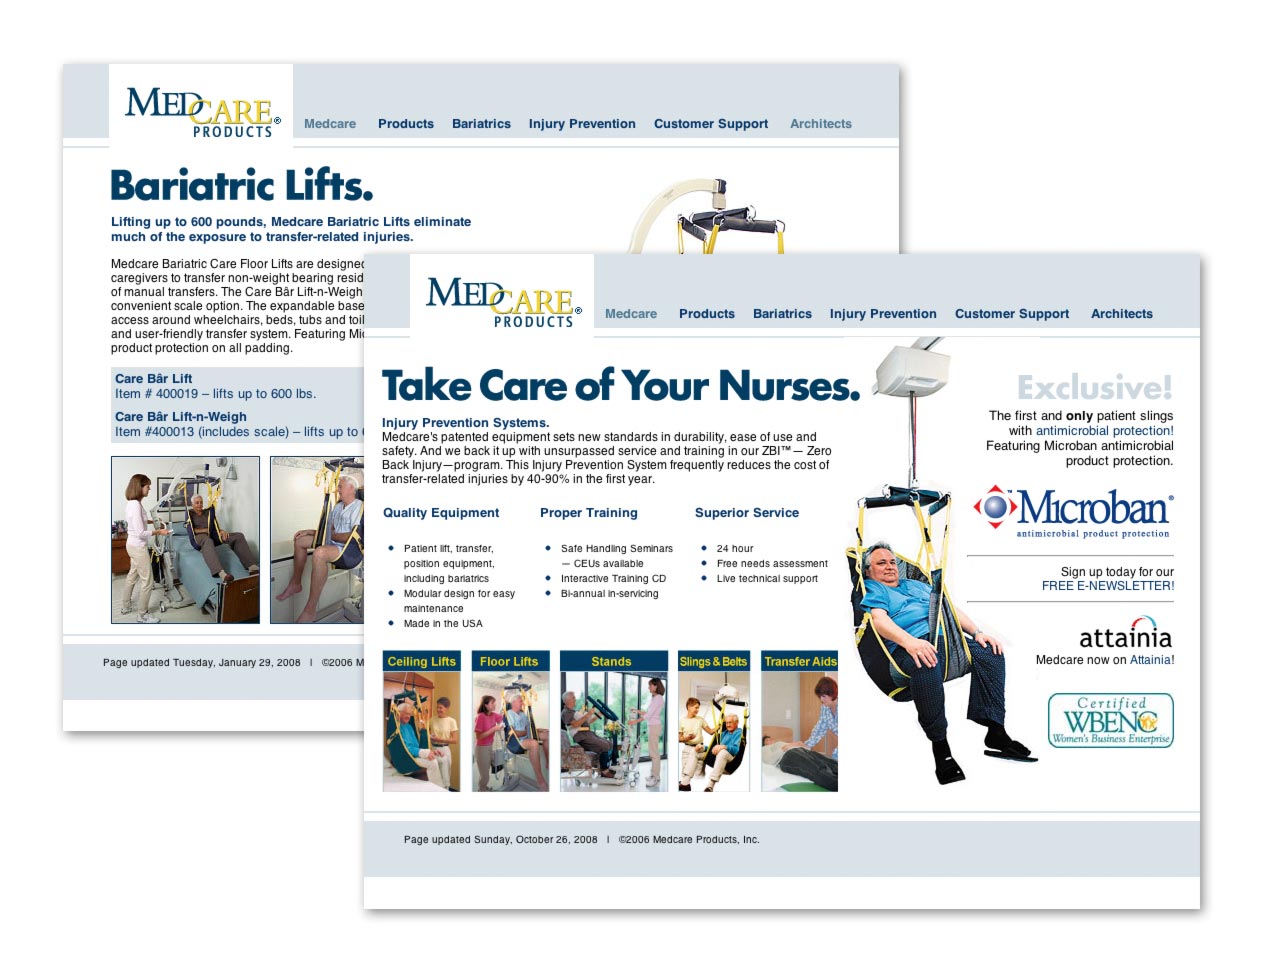 MEDCARE®
PRODUCTS
Medcare Products Bariatrics Injury Prevention Customer Support Architects
Bariatric Lifts.
Lifting up to 600 pounds, Medcare Bariatric Lifts eliminate
much of the exposure to transfer-related injuries.
Medcare Bariatric Care Floor Lifts are designed
caregivers to transfer non-weight bearing resid
of manual transfers. The Care Bâr Lift-n-Weigh
convenient scale option. The expandable base
access around wheelchairs, beds, tubs and toil
and user-friendly transfer system. Featuring Mic
product protection on all padding.
Care Bâr Lift
Item # 400019 – lifts up to 600 lbs.
Care Bâr Lift-n-Weigh
Item #400013 (includes scale) – lifts up to
Page updated Tuesday, January 29, 2008 | ©2006 M
MEDCARE®
PRODUCTS
Medcare Products Bariatrics Injury Prevention Customer Support Architects
Take Care of Your Nurses.
Injury Prevention Systems.
Medcare's patented equipment sets new standards in durability, ease of use and
safety. And we back it up with unsurpassed service and training in our ZBI™— Zero
Back Injury—program. This Injury Prevention System frequently reduces the cost of
transfer-related injuries by 40-90% in the first year.
Quality Equipment
• Patient lift, transfer,
position equipment,
including bariatrics
• Modular design for easy
maintenance
• Made in the USA
Proper Training
• Safe Handling Seminars
— CEUs available
• Interactive Training CD
• Bi-annual in-servicing
Superior Service
• 24 hour
• Free needs assessment
• Live technical support
Ceiling Lifts Floor Lifts Stands Slings & Belts Transfer Aids
Exclusive!
The first and only patient slings
with antimicrobial protection!
Featuring Microban antimicrobial
product protection.
Microban®
antimicrobial product protection
Sign up today for our
FREE E-NEWSLETTER!
attainia
Medcare now on Attainia!
Certified
WBENC
Women's Business Enterprise
Page updated Sunday, October 26, 2008 | ©2006 Medcare Products, Inc.